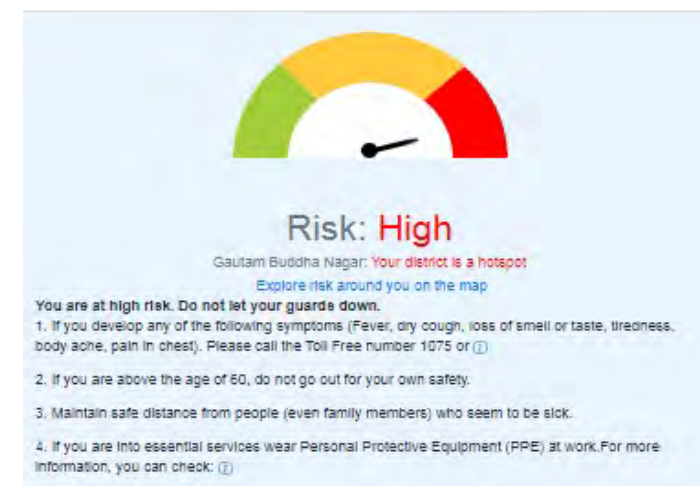 Risk: High
Gautam Buddha Nagar: Your district is a hotspot
Explore risk around you on the map
You are at high risk. Do not let your guards down.
1. If you develop any of the following symptoms (Fever, dry cough, loss of smell or taste, tiredness,
body ache, pain in chest). Please call the Toll Free number 1075 or
2. If you are above the age of 60, do not go out for your own safety.
3. Maintain safe distance from people (even family members) who seem to be sick.
4. If you are into essential services wear Personal Protective Equipment (PPE) at work.For more
information, you can check: